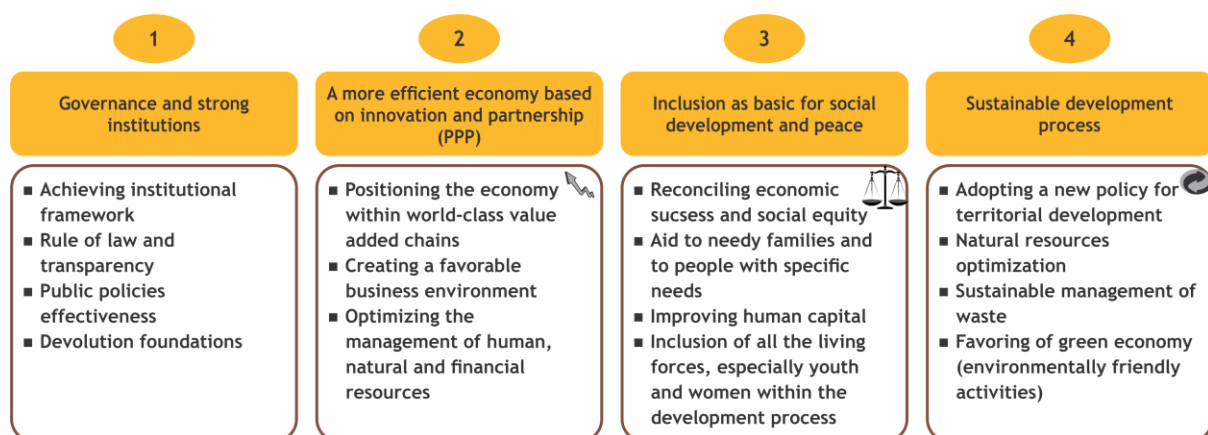 1
Governance and strong
institutions
■ Achieving institutional
framework
■ Rule of law and
transparency
■ Public policies
effectiveness
■ Devolution foundations
2
A more efficient economy based
on innovation and partnership
(PPP)
■ Positioning the economy
within world-class value
added chains
■ Creating a favorable
business environment
■ Optimizing the
management of human,
natural and financial
resources
3
Inclusion as basic for social
development and peace
■ Reconciling economic
sucsess and social equity
■ Aid to needy families and
to people with specific
needs
■ Improving human capital
■ Inclusion of all the living
forces, especially youth
and women within the
development process
4
Sustainable development
process
■ Adopting a new policy for
territorial development
■ Natural resources
optimization
■ Sustainable management of
waste
■ Favoring of green economy
(environmentally friendly
activities)